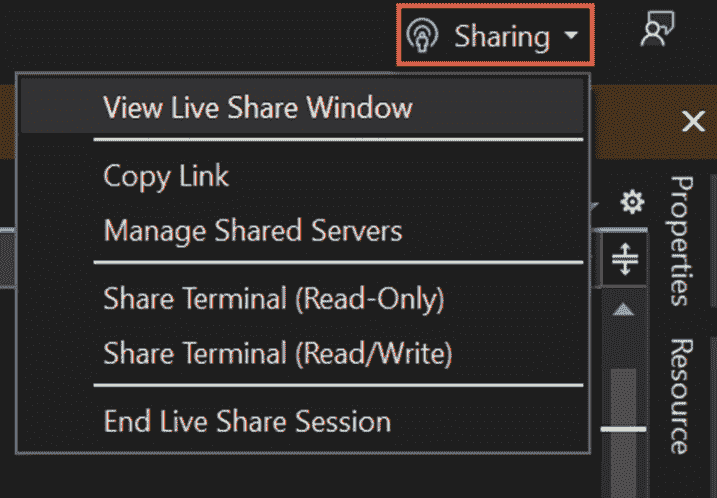 Sharing
View Live Share Window
Copy Link
Manage Shared Servers
Share Terminal (Read-Only)
Share Terminal (Read/Write)
End Live Share Session
Properties
Resource